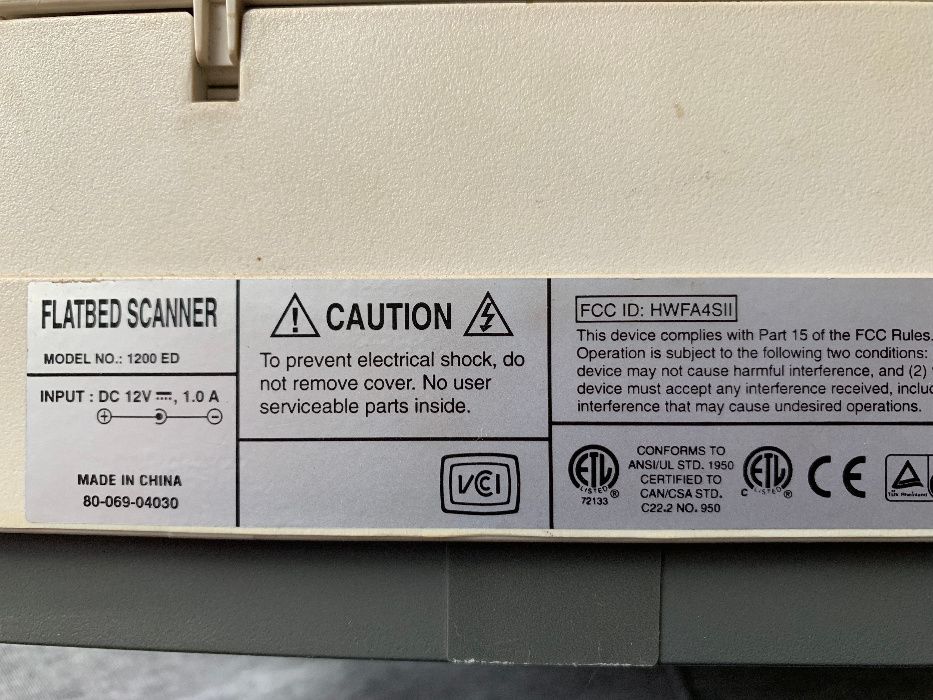 FLATBED SCANNER
MODEL NO.: 1200 ED
INPUT : DC 12V ⎓, 1.0 A
MADE IN CHINA
80-069-04030
CAUTION
To prevent electrical shock, do
not remove cover. No user
serviceable parts inside.
VCCI
FCC ID: HWFA4SII
This device complies with Part 15 of the FCC Rules.
Operation is subject to the following two conditions:
device may not cause harmful interference, and (2)
device must accept any interference received,
interference that may cause undesired operations.
ETL
LISTED ®
72133
CONFORMS TO
ANSI/UL STD. 1950
CERTIFIED TO
CAN/CSA STD.
C22.2 NO. 950
ETL
C LISTED ®
CE
TÜV Rheinland